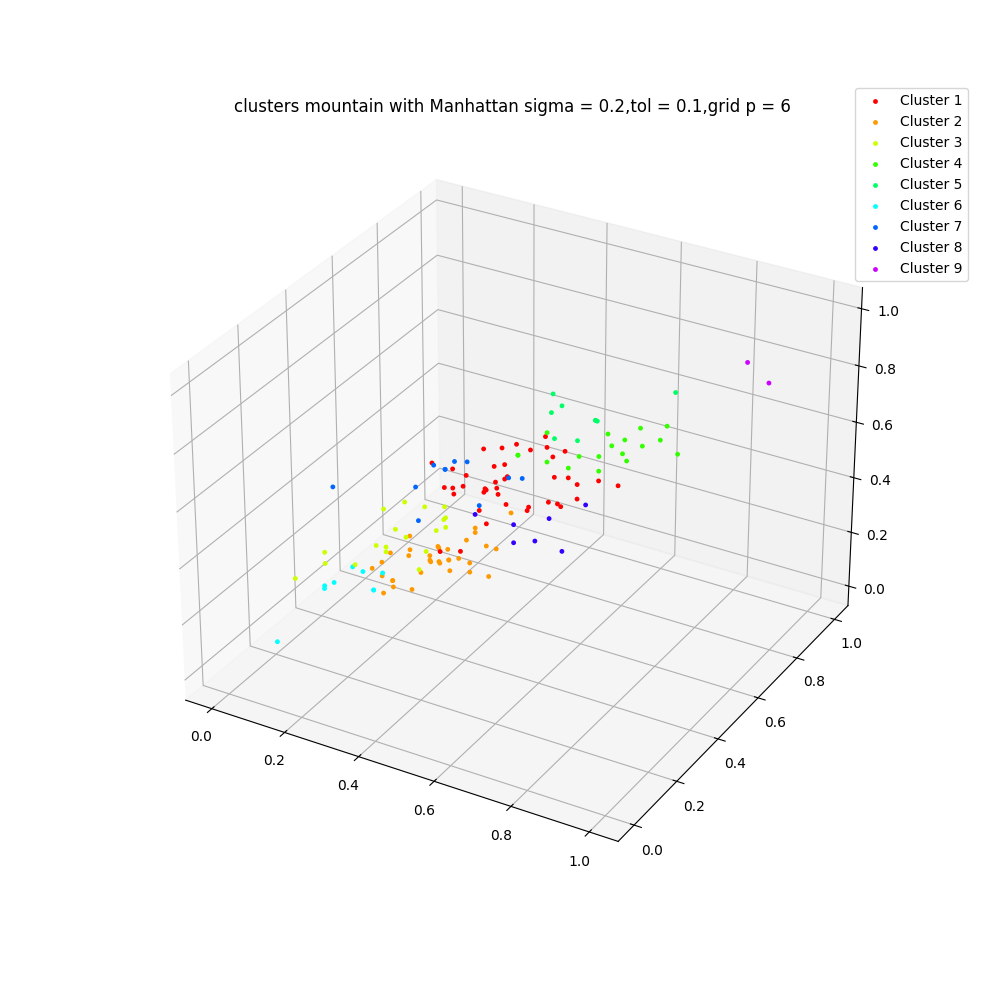 clusters mountain with Manhattan sigma = 0.2,tol = 0.1,grid p = 6
Cluster 1
Cluster 2
Cluster 3
Cluster 4
Cluster 5
Cluster 6
Cluster 7
Cluster 8
Cluster 9
1.0
0.8
0.6
0.4
0.2
0.0
1.0
0.8
0.6
0.4
0.2
0.0
0.0
0.2
0.4
0.6
0.8
1.0